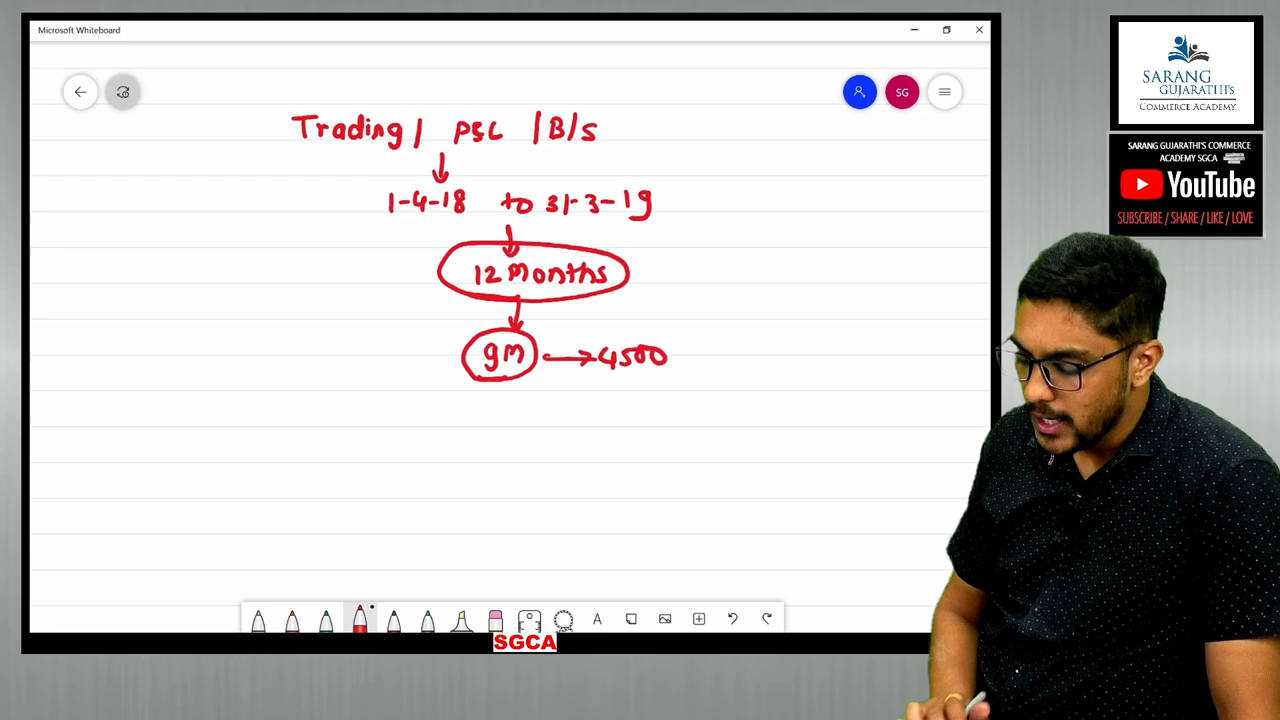 Microsoft Whiteboard
SG
Trading / P&L / B/s
1-4-18 to 31-3-19
12 Months
9M → 4500
A
SGCA
SARANG
GUJARATHI'S
COMMERCE ACADEMY
SARANG GUJARATHI'S COMMERCE
ACADEMY SGCA
YouTube
SUBSCRIBE / SHARE / LIKE / LOVE